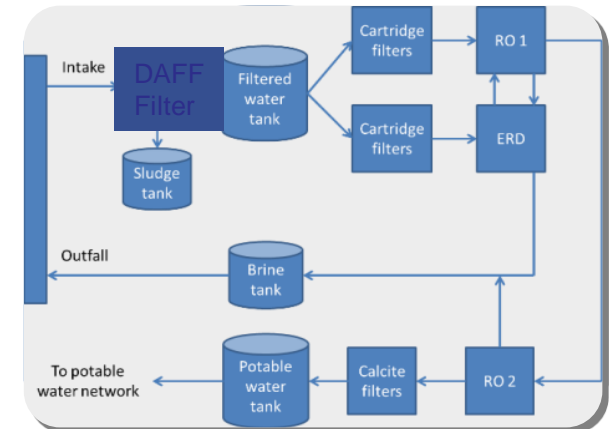 Intake
DAFF
Filter
Filtered
water
tank
Cartridge
filters
RO 1
Cartridge
filters
ERD
Sludge
tank
Outfall
Brine
tank
To potable
water network
Potable
water
tank
Calcite
filters
RO 2